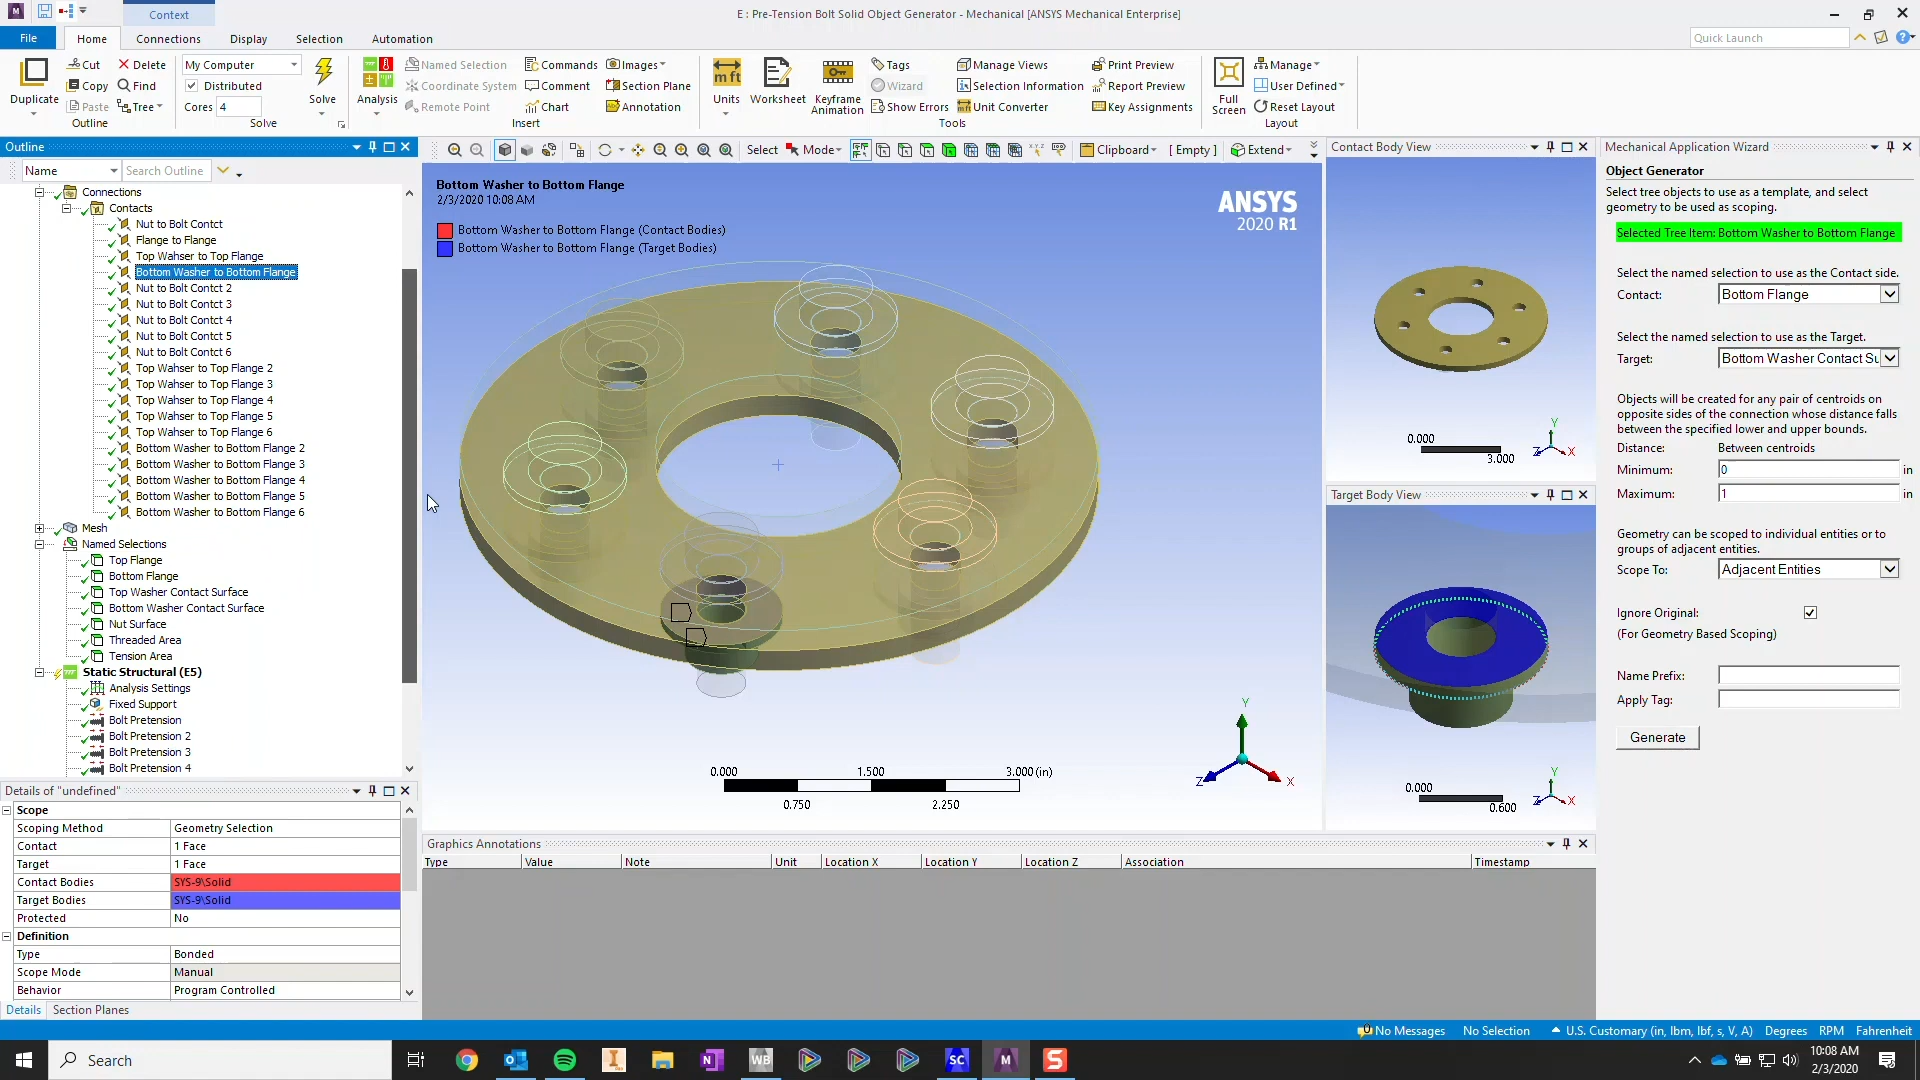 E : Pre-Tension Bolt Solid Object Generator - Mechanical [ANSYS Mechanical Enterprise]
Context
File
Home
Connections
Display
Selection
Automation
Quick Launch
Duplicate
Cut
Copy
Paste
Delete
Find
Tree
Outline
My Computer
Distributed
Cores 4
Solve
Solve
Analysis
Named Selection
Coordinate System
Remote Point
Commands
Comment
Chart
Images
Section Plane
Annotation
Insert
Units
Worksheet
Keyframe
Animation
Tags
Wizard
Show Errors
Manage Views
Selection Information
Unit Converter
Print Preview
Report Preview
Key Assignments
Tools
Full
Screen
Manage
User Defined
Reset Layout
Layout
Outline
Name
Search Outline
Connections
Contacts
Nut to Bolt Contct
Flange to Flange
Top Washer to Top Flange
Bottom Washer to Bottom Flange
Nut to Bolt Contct 2
Nut to Bolt Contct 3
Nut to Bolt Contct 4
Nut to Bolt Contct 5
Nut to Bolt Contct 6
Top Wahser to Top Flange 2
Top Wahser to Top Flange 3
Top Wahser to Top Flange 4
Top Wahser to Top Flange 5
Top Wahser to Top Flange 6
Bottom Washer to Bottom Flange 2
Bottom Washer to Bottom Flange 3
Bottom Washer to Bottom Flange 4
Bottom Washer to Bottom Flange 5
Bottom Washer to Bottom Flange 6
Mesh
Named Selections
Top Flange
Bottom Flange
Top Washer Contact Surface
Bottom Washer Contact Surface
Nut Surface
Threaded Area
Tension Area
Static Structural (E5)
Analysis Settings
Fixed Support
Bolt Pretension
Bolt Pretension 2
Bolt Pretension 3
Bolt Pretension 4
Details of "undefined"
Scope
Scoping Method Geometry Selection
Contact 1 Face
Target 1 Face
Contact Bodies SYS-9\Solid
Target Bodies SYS-9\Solid
Protected No
Definition
Type Bonded
Scope Mode Manual
Behavior Program Controlled
Details
Section Planes
Select
Mode
Clipboard
[ Empty ]
Extend
Bottom Washer to Bottom Flange
2/3/2020 10:08 AM
Bottom Washer to Bottom Flange (Contact Bodies)
Bottom Washer to Bottom Flange (Target Bodies)
ANSYS
2020 R1
Y
Z
X
0.000 1.500 3.000 (in)
0.750 2.250
Graphics Annotations
Type Value Note Unit Location X Location Y Location Z Association Timestamp
Contact Body View
0.000
3.000
Y
Z
X
Target Body View
0.000
0.600
Y
Z
X
Mechanical Application Wizard
Object Generator
Select tree objects to use as a template, and select
geometry to be used as scoping.
Selected Tree Item: Bottom Washer to Bottom Flange
Select the named selection to use as the Contact side.
Contact: Bottom Flange
Select the named selection to use as the Target.
Target: Bottom Washer Contact Su
Objects will be created for any pair of centroids on
opposite sides of the connection whose distance falls
between the specified lower and upper bounds.
Distance: Between centroids
Minimum: 0 in
Maximum: 1 in
Geometry can be scoped to individual entities or to
groups of adjacent entities.
Scope To: Adjacent Entities
Ignore Original:
(For Geometry Based Scoping)
Name Prefix:
Apply Tag:
Generate
No Messages
No Selection
U.S. Customary (in, lbm, lbf, s, V, A)
Degrees
RPM
Fahrenheit
Search
10:08 AM
2/3/2020